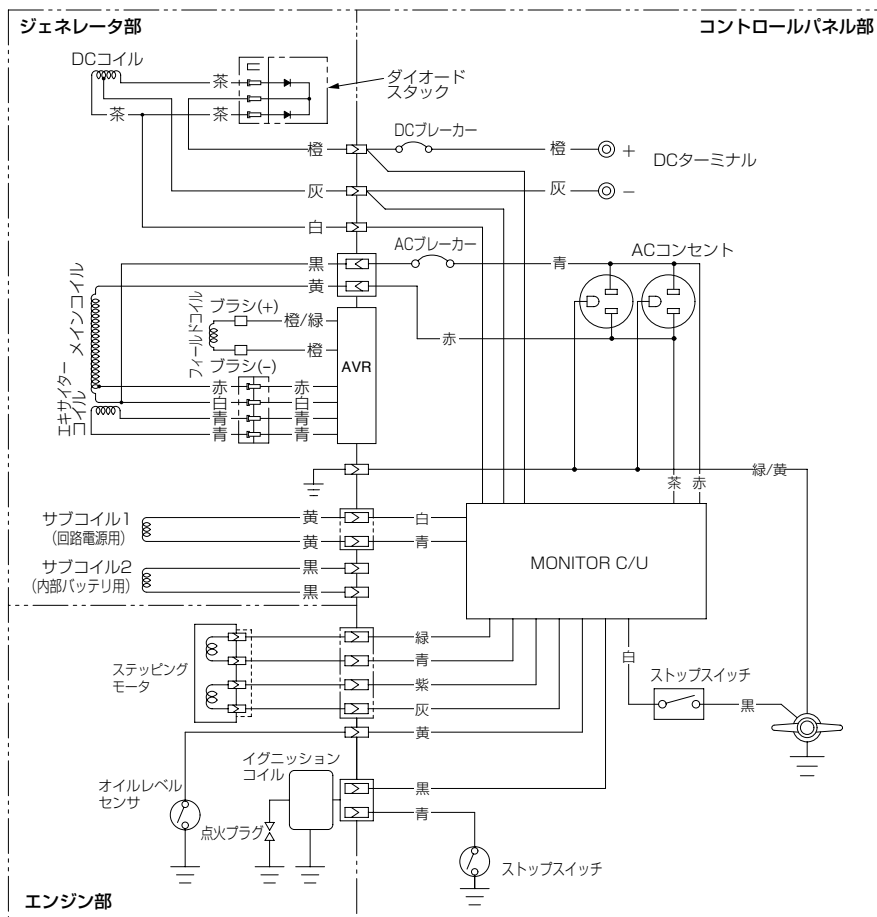 ジェネレータ部
コントロールパネル部
DCコイル
茶
茶
茶
ダイオード
スタック
橙
DCブレーカー
橙
+
DCターミナル
灰
灰
−
白
黒
ACブレーカー
青
ACコンセント
黄
赤
メインコイル
フィールドコイル
ブラシ(+)
橙/緑
橙
ブラシ(−)
AVR
エキサイター
コイル
赤
赤
白
白
青
青
青
青
緑/黄
茶
赤
サブコイル1
(回路電源用)
黄
白
黄
青
サブコイル2
(内部バッテリ用)
黒
黒
MONITOR C/U
ステッピング
モータ
緑
青
紫
灰
黄
白
ストップスイッチ
黒
オイルレベル
センサ
イグニッション
コイル
点火プラグ
黒
青
ストップスイッチ
エンジン部